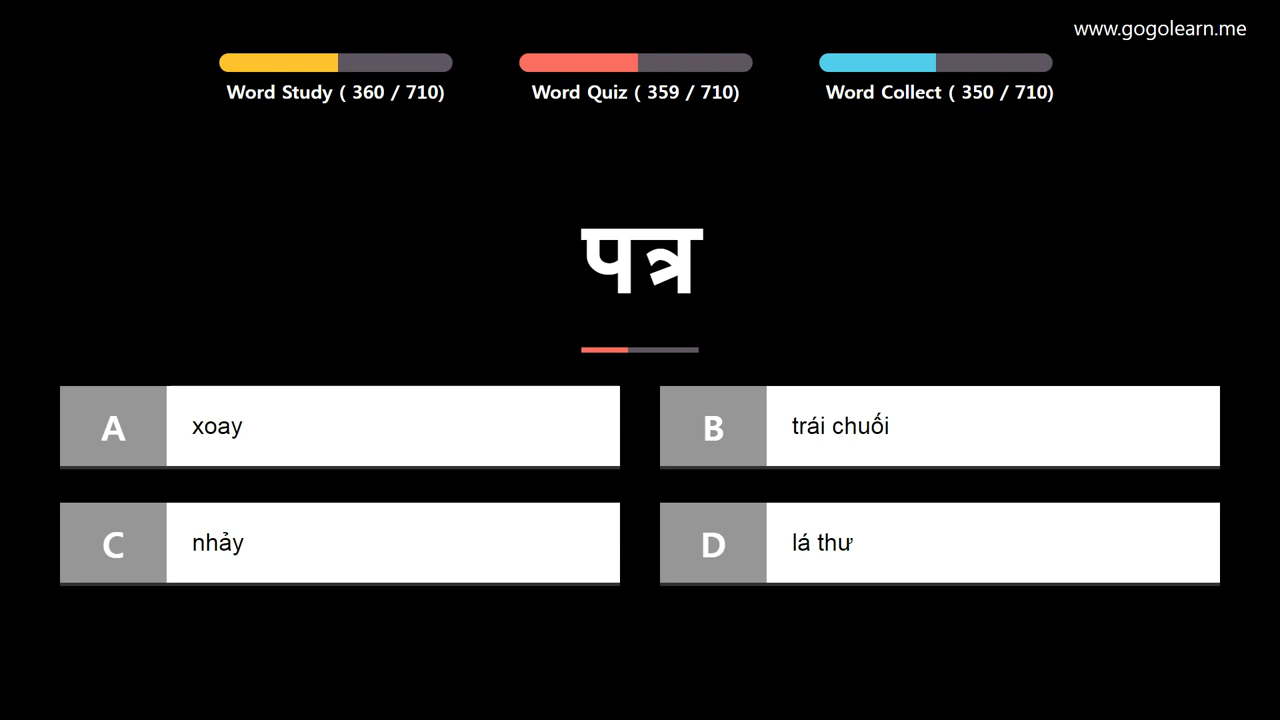 www.gogolearn.me
Word Study ( 360 / 710)
Word Quiz ( 359 / 710)
Word Collect ( 350 / 710)
पत्र
A
xoay
B
trái chuối
C
nhảy
D
lá thư